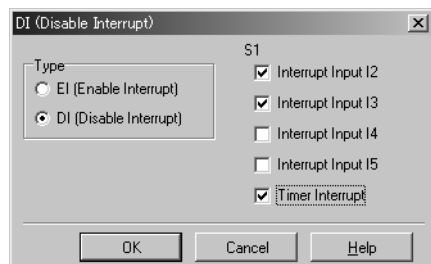 DI (Disable Interrupt)
Type
EI (Enable Interrupt)
DI (Disable Interrupt)
S1
Interrupt Input I2
Interrupt Input I3
Interrupt Input I4
Interrupt Input I5
Timer Interrupt
OK
Cancel
Help